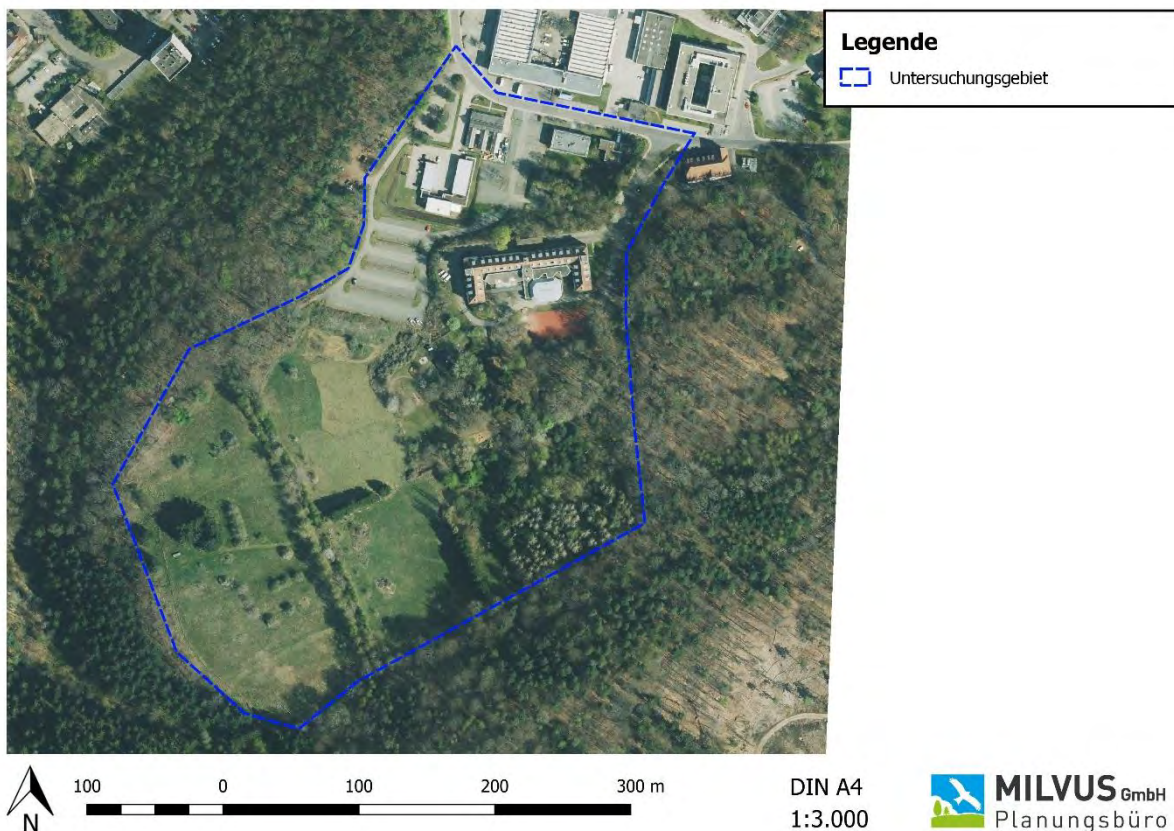 Legende
Untersuchungsgebiet
N
100 0 100 200 300 m
DIN A4
1:3.000
MILVUS GmbH
Planungsbüro